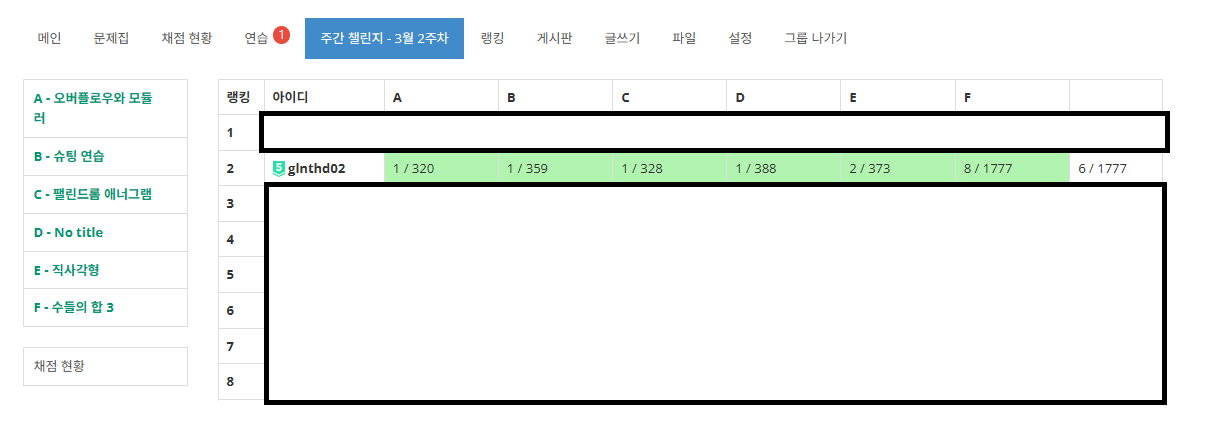 메인 문제집 채점 현황 연습 1 주간 챌린지 - 3월 2주차 랭킹 게시판 글쓰기 파일 설정 그룹 나가기
A - 오버플로우와 모듈
러
B - 슈팅 연습
C - 팰린드롬 애너그램
D - No title
E - 직사각형
F - 수들의 합 3
채점 현황
랭킹 아이디 A B C D E F
1
2 5 glnthd02 1 / 320 1 / 359 1 / 328 1 / 388 2 / 373 8 / 1777 6 / 1777
3
4
5
6
7
8